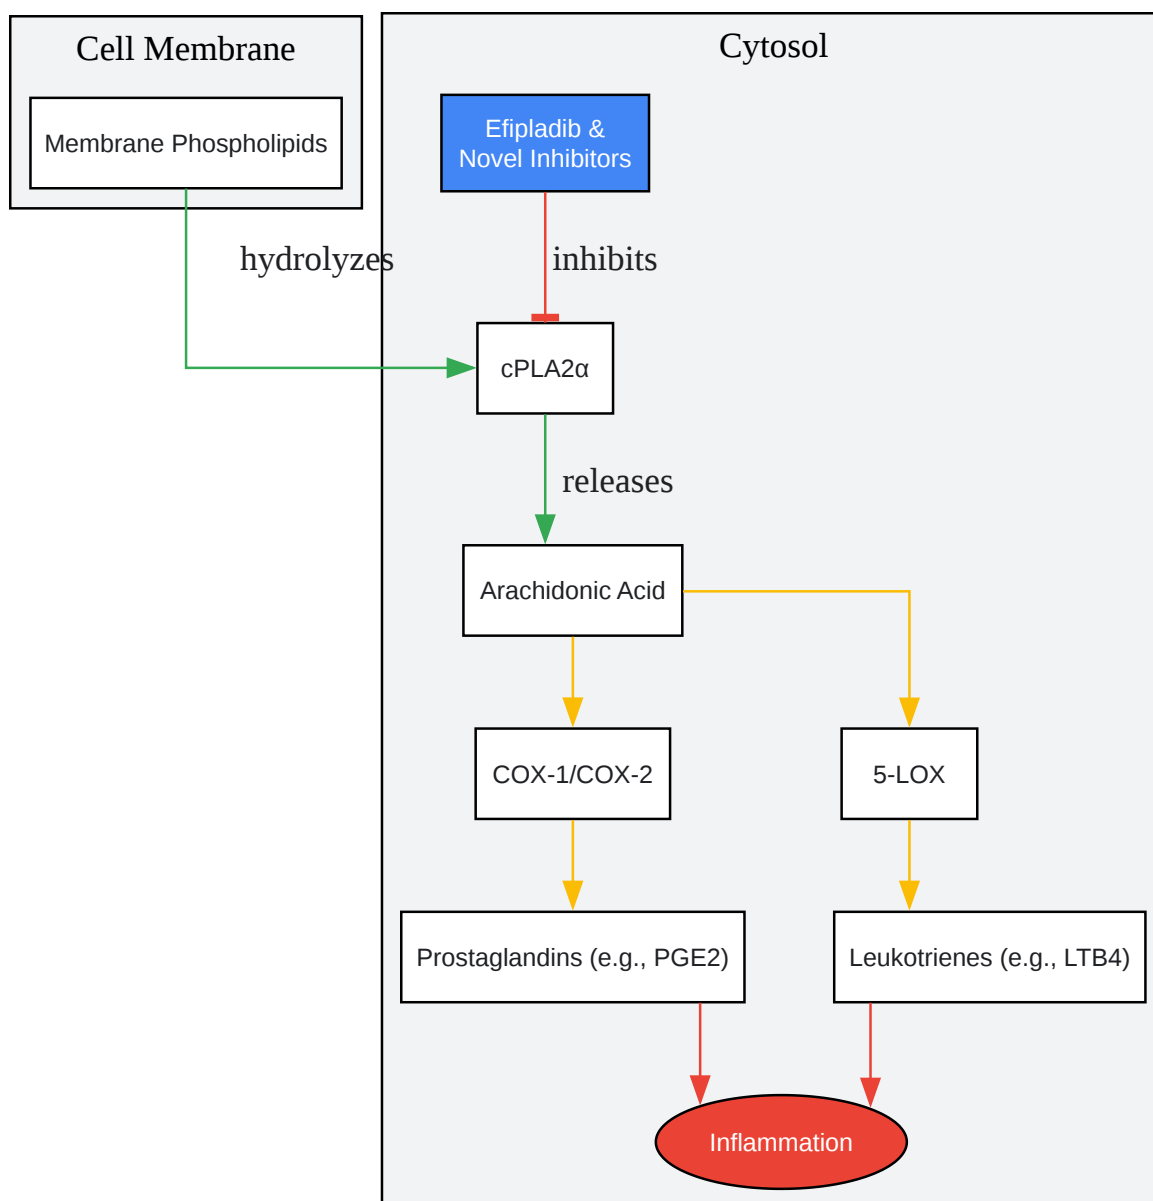 Cell Membrane
Cytosol
Membrane Phospholipids
Efipladib &
Novel Inhibitors
hydrolyzes
inhibits
cPLA2α
releases
Arachidonic Acid
COX-1/COX-2
5-LOX
Prostaglandins (e.g., PGE2)
Leukotrienes (e.g., LTB4)
Inflammation